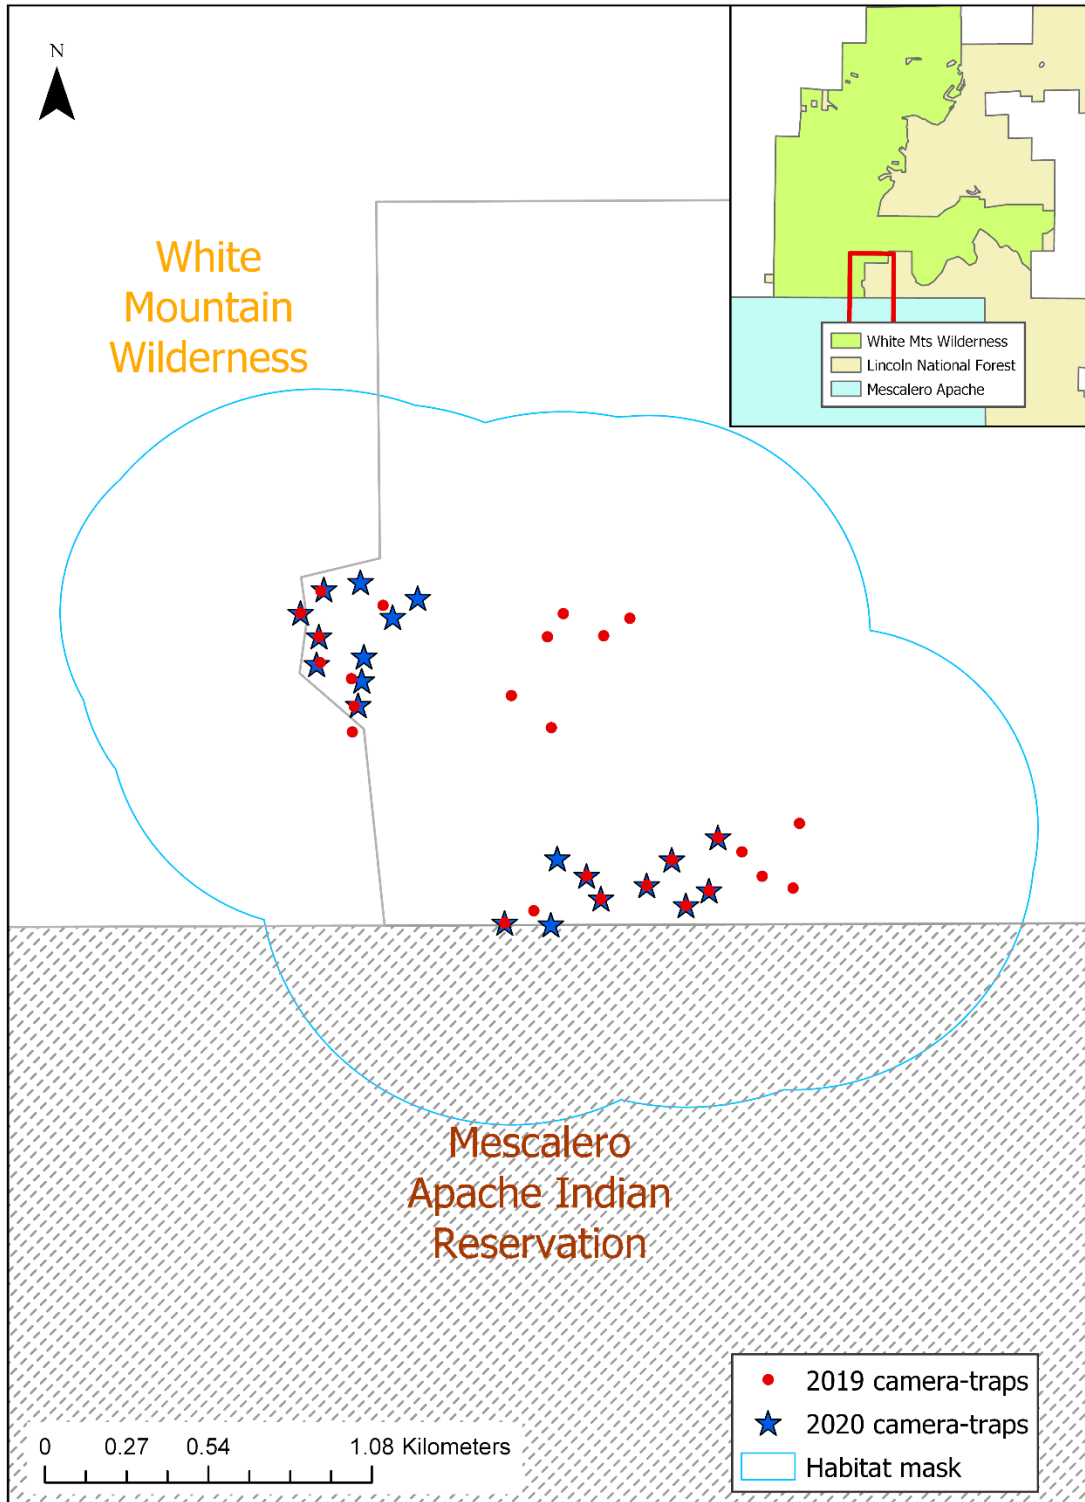 N
White
Mountain
Wilderness
White Mts Wilderness
Lincoln National Forest
Mescalero Apache
Mescalero
Apache Indian
Reservation
2019 camera-traps
2020 camera-traps
Habitat mask
0 0.27 0.54 1.08 Kilometers